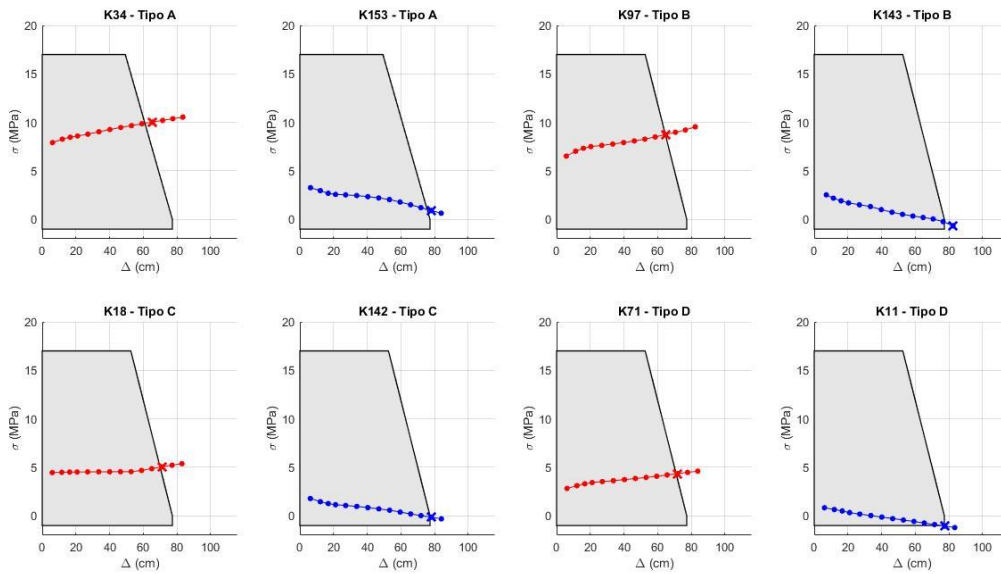 K34 - Tipo A
20
15
10
5
0
σ (MPa)
0 20 40 60 80 100
Δ (cm)
K153 - Tipo A
20
15
10
5
0
σ (MPa)
0 20 40 60 80 100
Δ (cm)
K97 - Tipo B
20
15
10
5
0
σ (MPa)
0 20 40 60 80 100
Δ (cm)
K143 - Tipo B
20
15
10
5
0
σ (MPa)
0 20 40 60 80 100
Δ (cm)
K18 - Tipo C
20
15
10
5
0
σ (MPa)
0 20 40 60 80 100
Δ (cm)
K142 - Tipo C
20
15
10
5
0
σ (MPa)
0 20 40 60 80 100
Δ (cm)
K71 - Tipo D
20
15
10
5
0
σ (MPa)
0 20 40 60 80 100
Δ (cm)
K11 - Tipo D
20
15
10
5
0
σ (MPa)
0 20 40 60 80 100
Δ (cm)